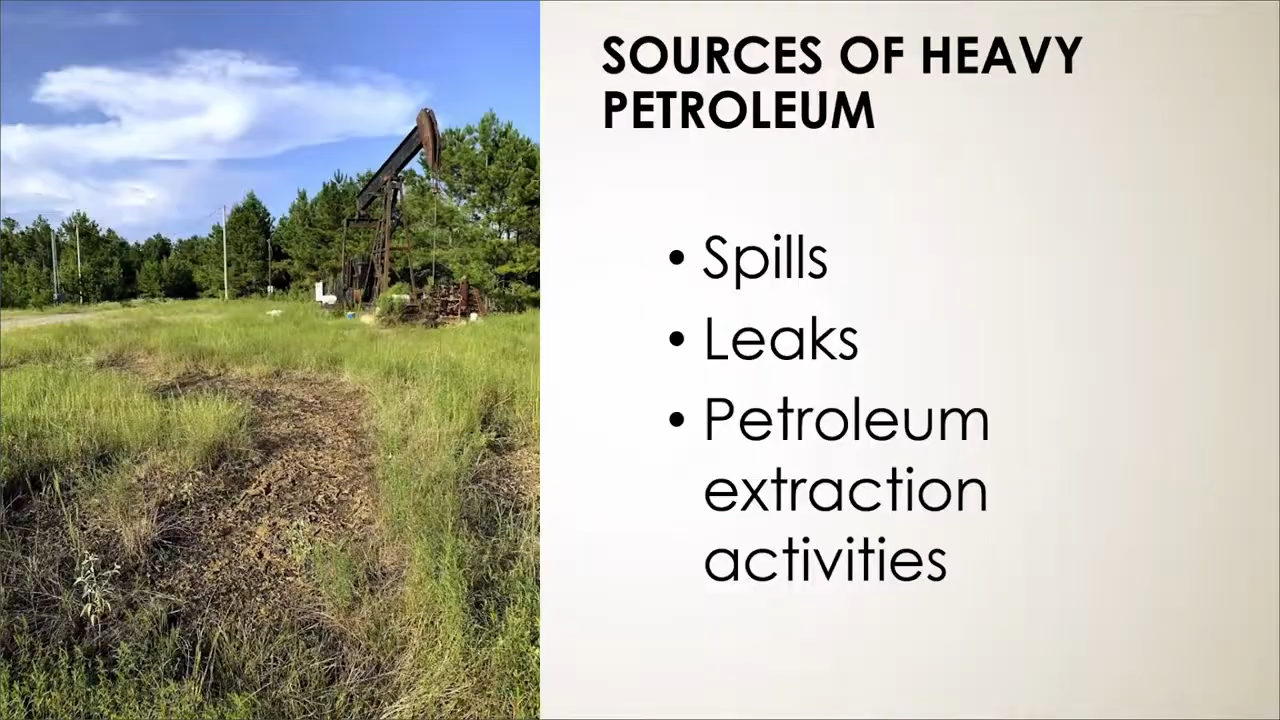 SOURCES OF HEAVY
PETROLEUM
• Spills
• Leaks
• Petroleum
extraction
activities